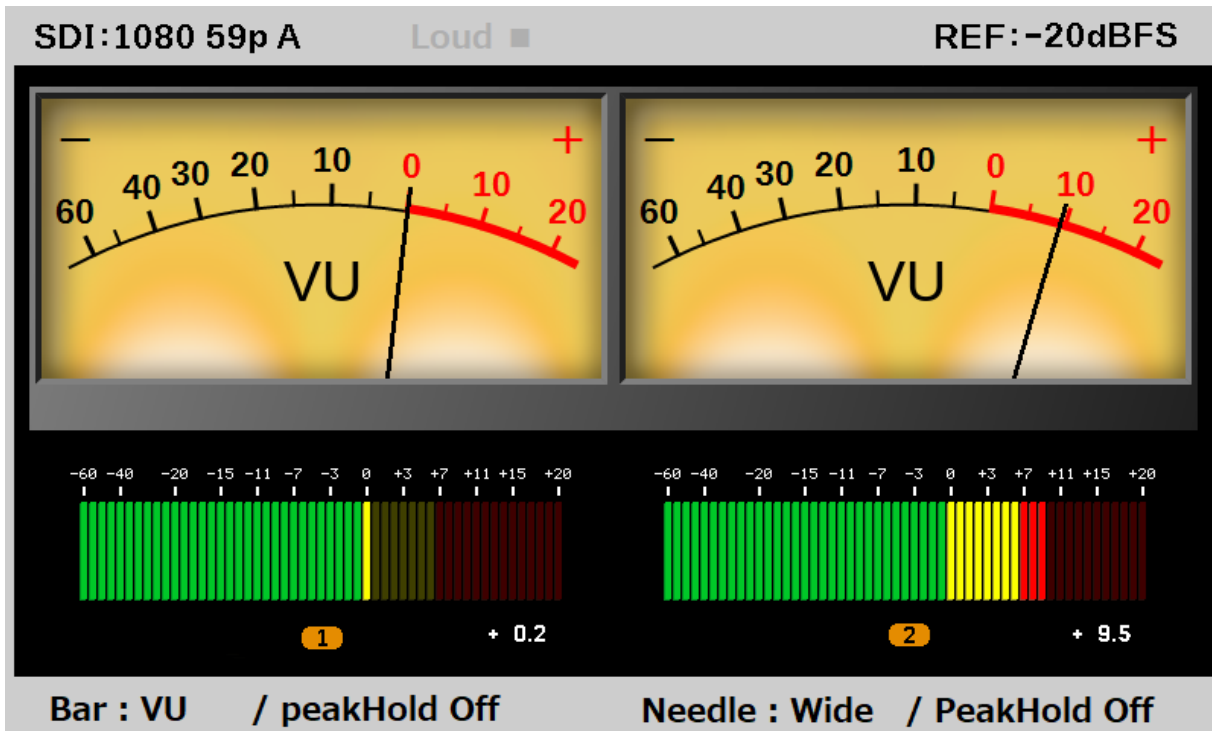 SDI:1080 59p A Loud ■ REF:-20dBFS
− + − +
60 40 30 20 10 0 10 20 60 40 30 20 10 0 10 20
VU VU
-60 -40 -20 -15 -11 -7 -3 0 +3 +7 +11 +15 +20 -60 -40 -20 -15 -11 -7 -3 0 +3 +7 +11 +15 +20
1 + 0.2 2 + 9.5
Bar : VU / peakHold Off Needle : Wide / PeakHold Off